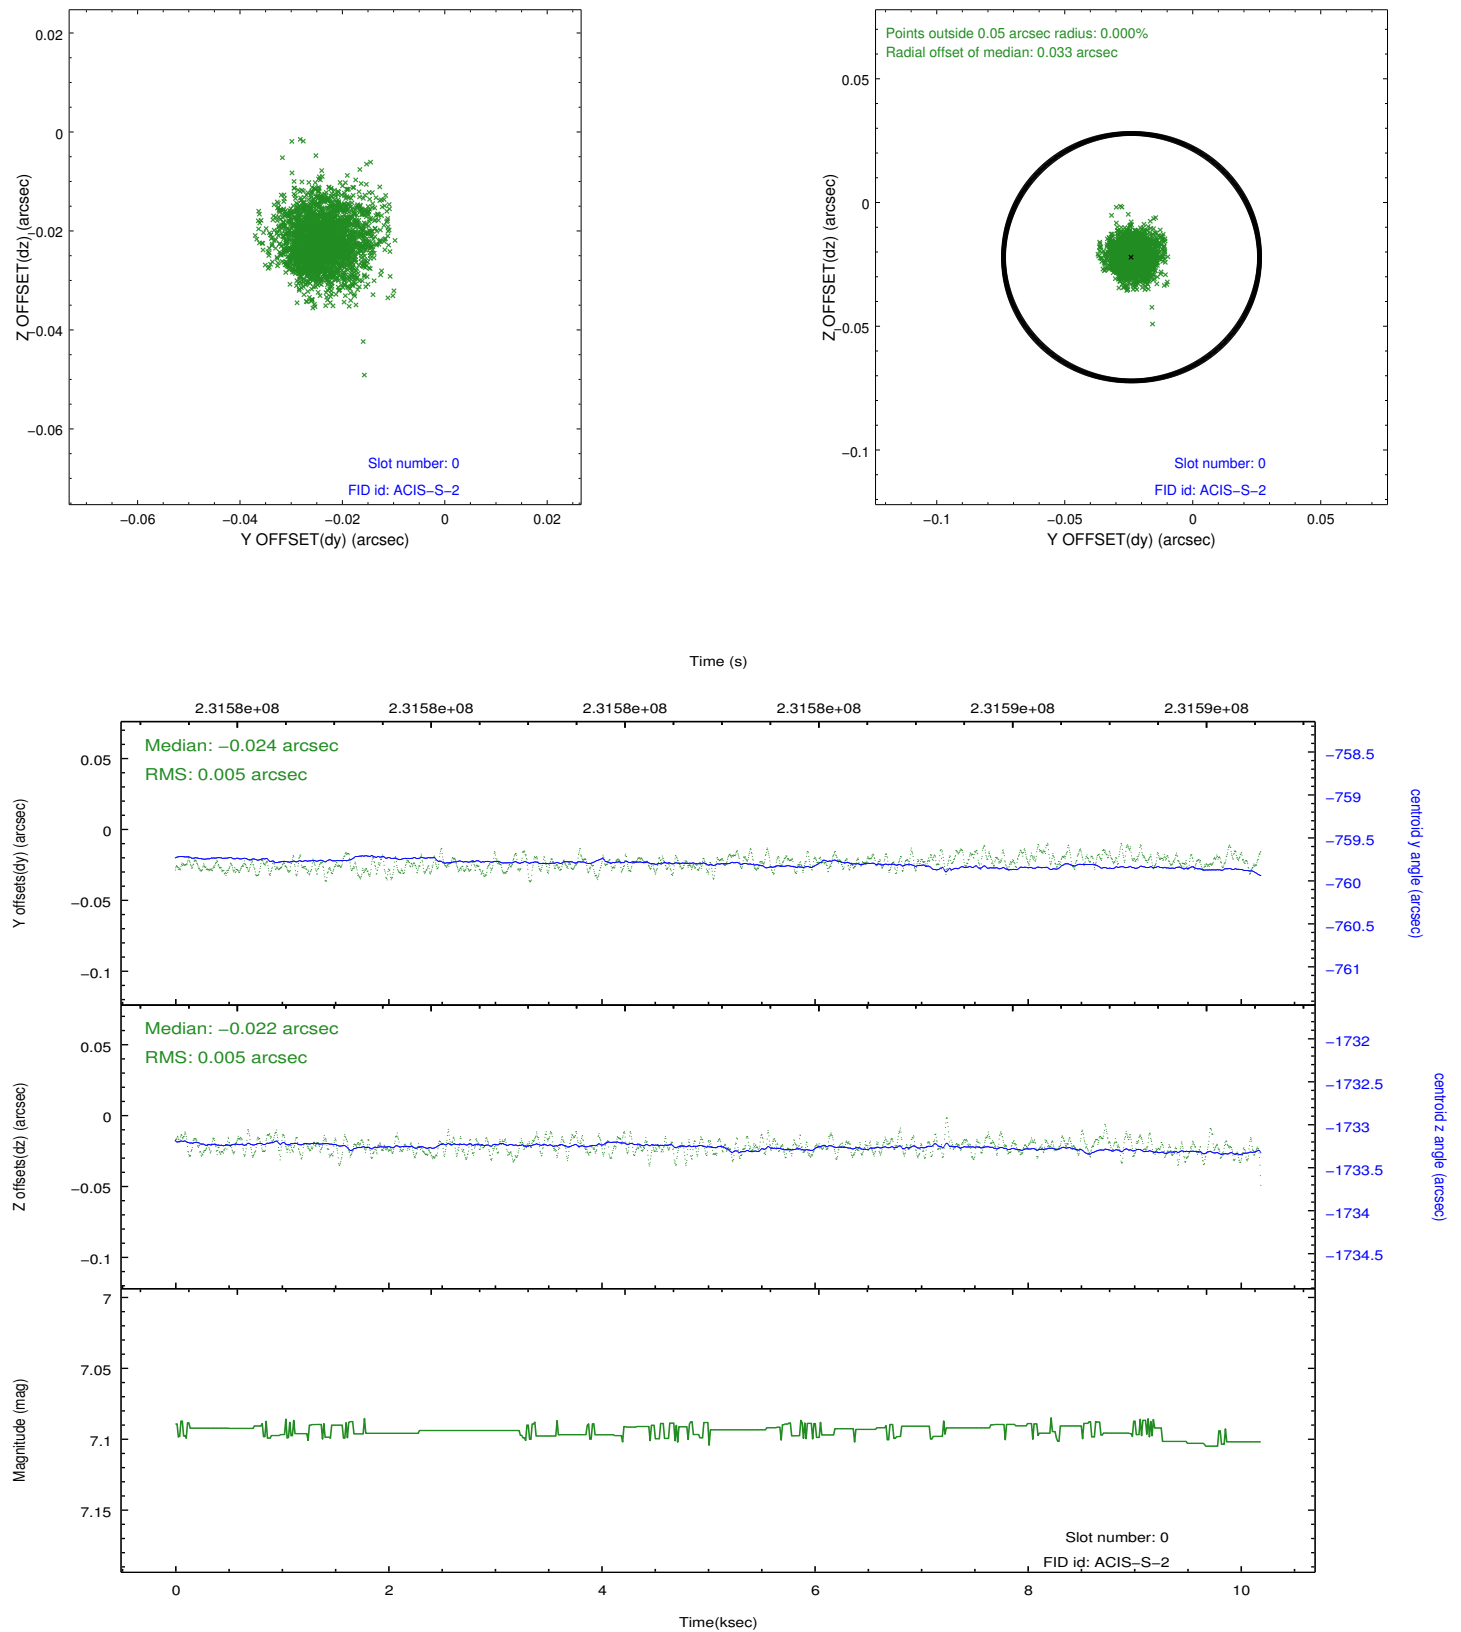 0.02
0
−0.02
−0.04
−0.06
Z OFFSET(dz) (arcsec)
Slot number: 0
FID id: ACIS−S−2
−0.06
−0.04
−0.02
0
0.02
Y OFFSET(dy) (arcsec)
Points outside 0.05 arcsec radius: 0.000%
Radial offset of median: 0.033 arcsec
0.05
0
−0.05
−0.1
Z OFFSET(dz) (arcsec)
Slot number: 0
FID id: ACIS−S−2
−0.1
−0.05
0
0.05
Y OFFSET(dy) (arcsec)
Time (s)
2.3158e+08
2.3158e+08
2.3158e+08
2.3158e+08
2.3159e+08
2.3159e+08
Median: −0.024 arcsec
RMS: 0.005 arcsec
0.05
0
−0.05
−0.1
Y offsets(dy) (arcsec)
−758.5
−759
−759.5
−760
−760.5
−761
centroid y angle (arcsec)
Median: −0.022 arcsec
RMS: 0.005 arcsec
0.05
0
−0.05
−0.1
Z offsets(dz) (arcsec)
−1732
−1732.5
−1733
−1733.5
−1734
−1734.5
centroid z angle (arcsec)
7
7.05
7.1
7.15
Magnitude (mag)
Slot number: 0
FID id: ACIS−S−2
0
2
4
6
8
10
Time(ksec)